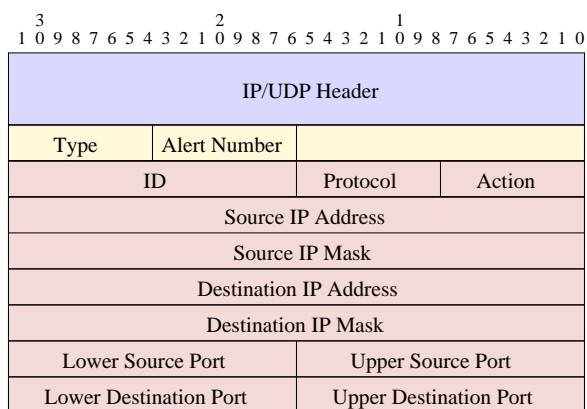 3 2 1
1 0 9 8 7 6 5 4 3 2 1 0 9 8 7 6 5 4 3 2 1 0 9 8 7 6 5 4 3 2 1 0
IP/UDP Header
Type Alert Number
ID Protocol Action
Source IP Address
Source IP Mask
Destination IP Address
Destination IP Mask
Lower Source Port Upper Source Port
Lower Destination Port Upper Destination Port